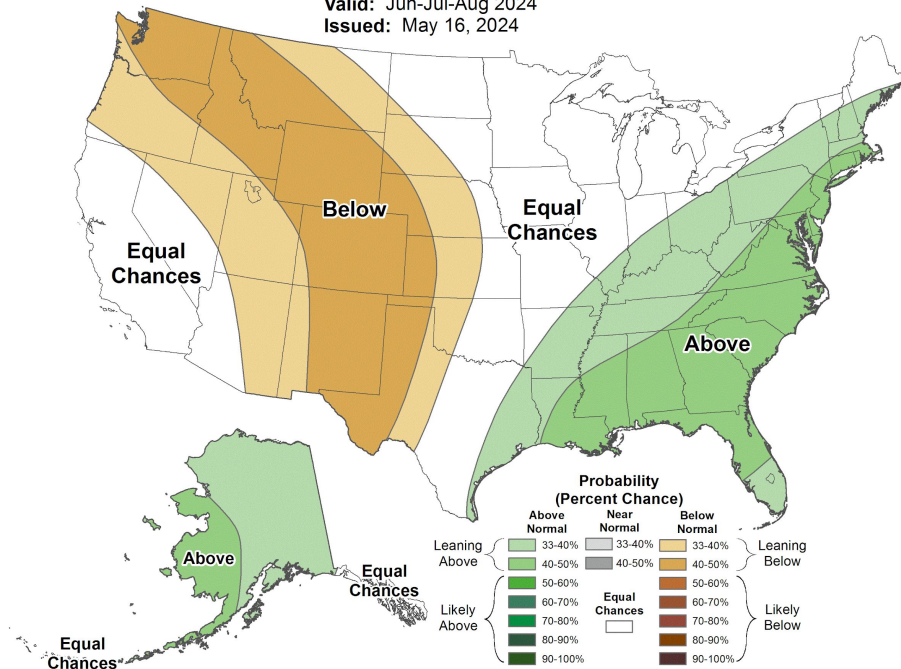 Valid: Jun-Jul-Aug 2024
Issued: May 16, 2024
Below
Equal
Chances
Equal
Chances
Above
Above
Equal
Chances
Equal
Chances
Probability
(Percent Chance)
Above
Normal
Near
Normal
Below
Normal
Leaning
Above
33-40%
40-50%
33-40%
40-50%
33-40%
40-50%
Leaning
Below
Likely
Above
50-60%
60-70%
70-80%
80-90%
90-100%
Equal
Chances
50-60%
60-70%
70-80%
80-90%
90-100%
Likely
Below